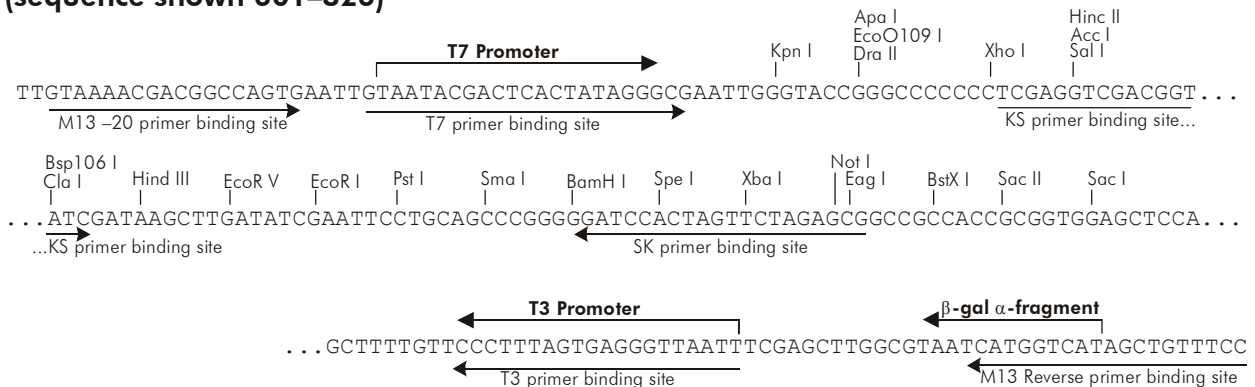 (sequence shown 601–826)
Apa I Hinc II
EcoO109 I Acc I
T7 Promoter Kpn I Dra II Xho I Sal I
TTGTAAAACGACGGCCAGTGAATTGTAATACGACTCACTATAGGGCGAATTGGGTACCGGGCCCCCCCTCGAGGTCGACGGT...
M13 –20 primer binding site T7 primer binding site KS primer binding site...
Bsp106 I Not I
Cla I Hind III EcoR V EcoR I Pst I Sma I BamH I Spe I Xba I Eag I BstX I Sac II Sac I
...ATCGATAAGCTTGATATCGAATTCCTGCAGCCCGGGGGATCCACTAGTTCTAGAGCGGCCGCCACCGCGGTGGAGCTCCA...
...KS primer binding site SK primer binding site
T3 Promoter β-gal α-fragment
...GCTTTTGTTCCCTTTAGTGAGGGTTAATTTCGAGCTTGGCGTAATCATGGTCATAGCTGTTTCC
T3 primer binding site M13 Reverse primer binding site